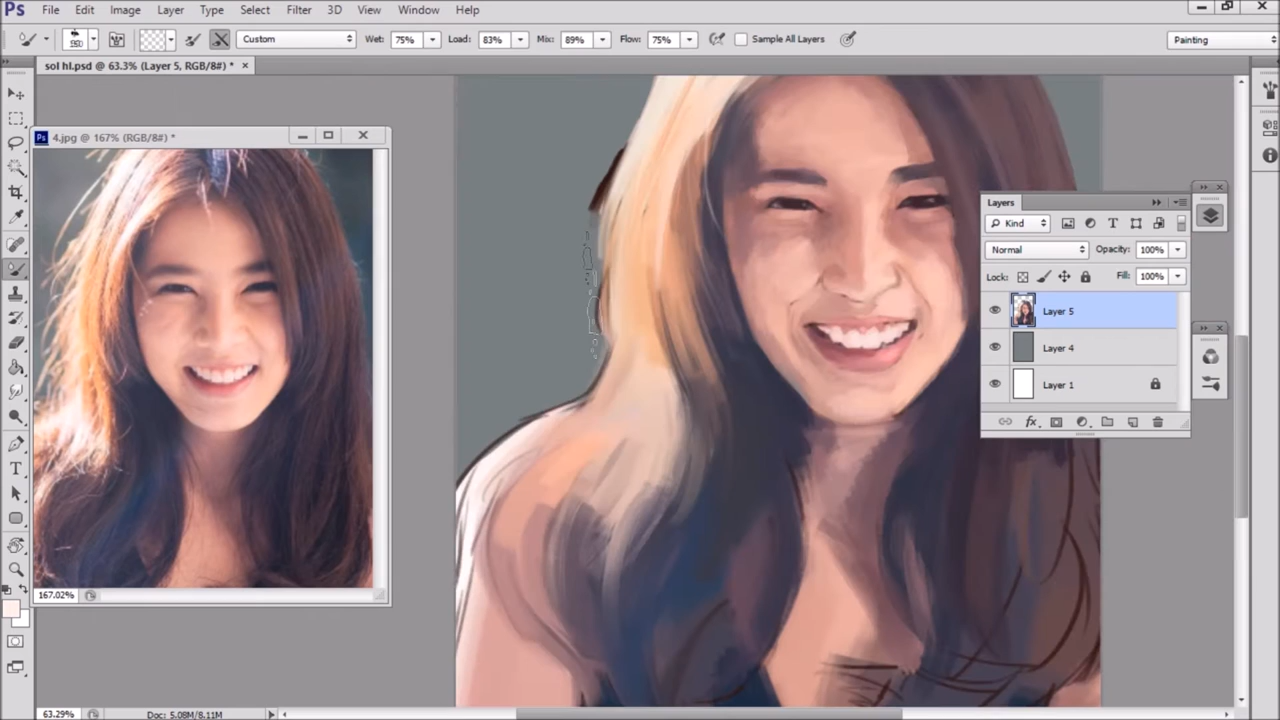 Ps File Edit Image Layer Type Select Filter 3D View Window Help
150 Custom Wet: 75% Load: 83% Mix: 89% Flow: 75% Sample All Layers Painting
sol hl.psd @ 63.3% (Layer 5, RGB/8#) * ×
Ps 4.jpg @ 167% (RGB/8#) *
Layers
Kind T
Normal Opacity: 100%
Lock: Fill: 100%
Layer 5
Layer 4
Layer 1
fx
T
167.02%
63.29% Doc: 5.08M/8.11M